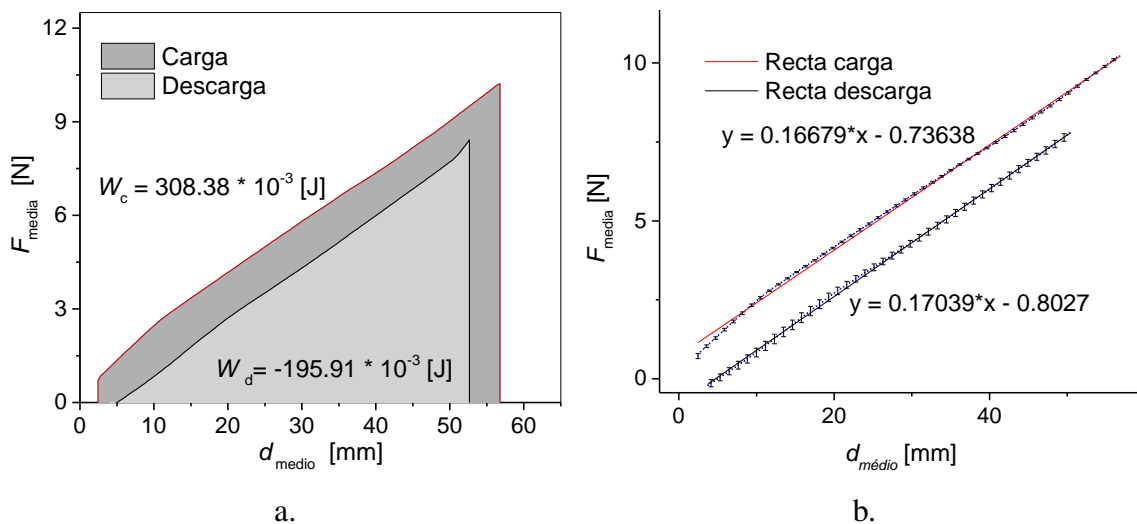 12
9
6
3
0
Carga
Descarga
W_c = 308.38 * 10^-3 [J]
W_d = -195.91 * 10^-3 [J]
F_media [N]
0 10 20 30 40 50 60
d_medio [mm]
a.
10
5
0
Recta carga
Recta descarga
y = 0.16679*x - 0.73638
y = 0.17039*x - 0.8027
F_media [N]
0 20 40
d_médio [mm]
b.